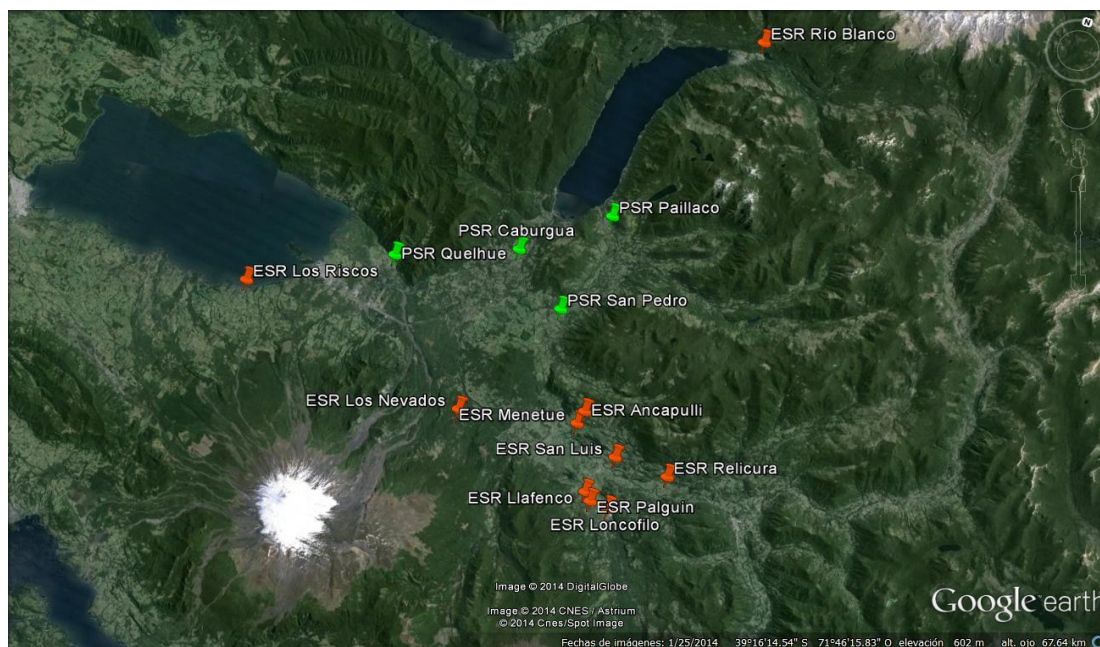 N
ESR Río Blanco
PSR Paillaco
PSR Caburgua
PSR Quelhue
ESR Los Riscos
PSR San Pedro
ESR Los Nevados
ESR Ancapulli
ESR Menetue
ESR San Luis
ESR Relicura
ESR Llafenco
ESR Palguin
ESR Loncofilo
Image © 2014 DigitalGlobe
Image © 2014 CNES / Astrium
© 2014 Cnes/Spot Image
Google earth
Fechas de imágenes: 1/25/2014 39°16'14.54" S 71°46'15.83" O elevación 602 m alt. ojo 67.64 km